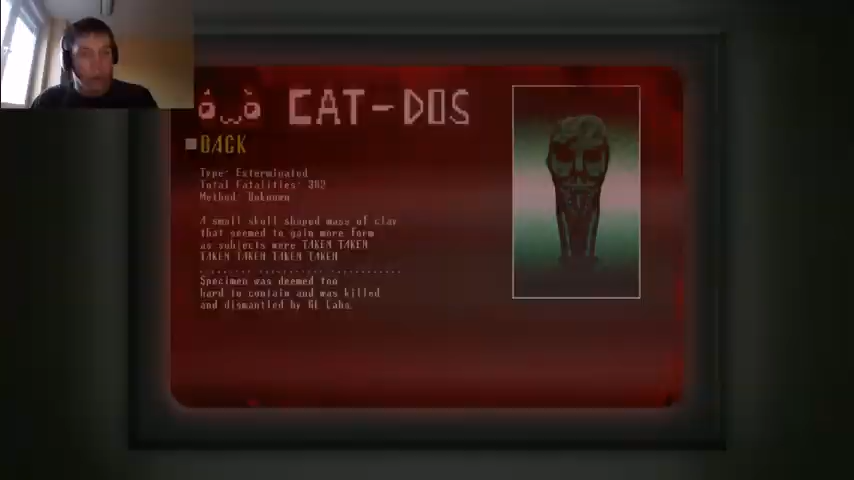 CAT-DOS
BACK
Type: Exterminated
Total Fatalities: 382
Method: Unknown
A small skull shaped mass of clay
that seemed to gain more form
as subjects were TAKEN TAKEN
TAKEN TAKEN TAKEN TAKEN
Specimen was deemed too
hard to contain and was killed
and dismantled by GL Labs.